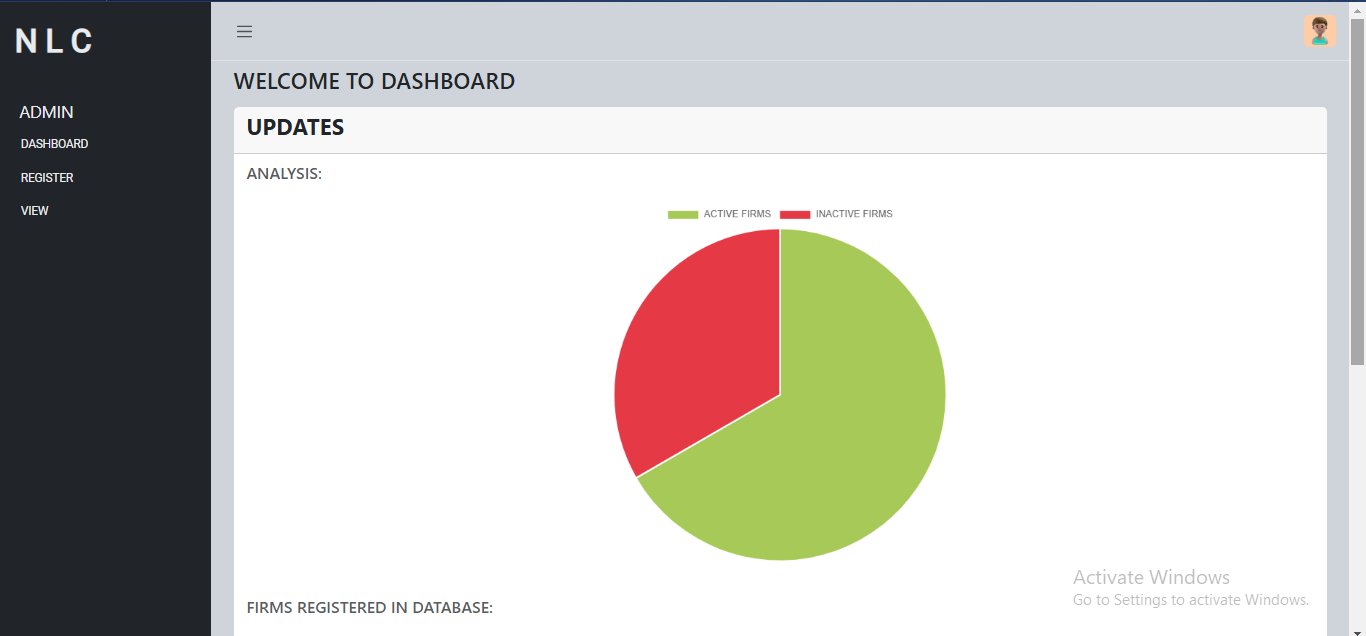 N L C
ADMIN
DASHBOARD
REGISTER
VIEW
WELCOME TO DASHBOARD
UPDATES
ANALYSIS:
ACTIVE FIRMS INACTIVE FIRMS
FIRMS REGISTERED IN DATABASE:
Activate Windows
Go to Settings to activate Windows.